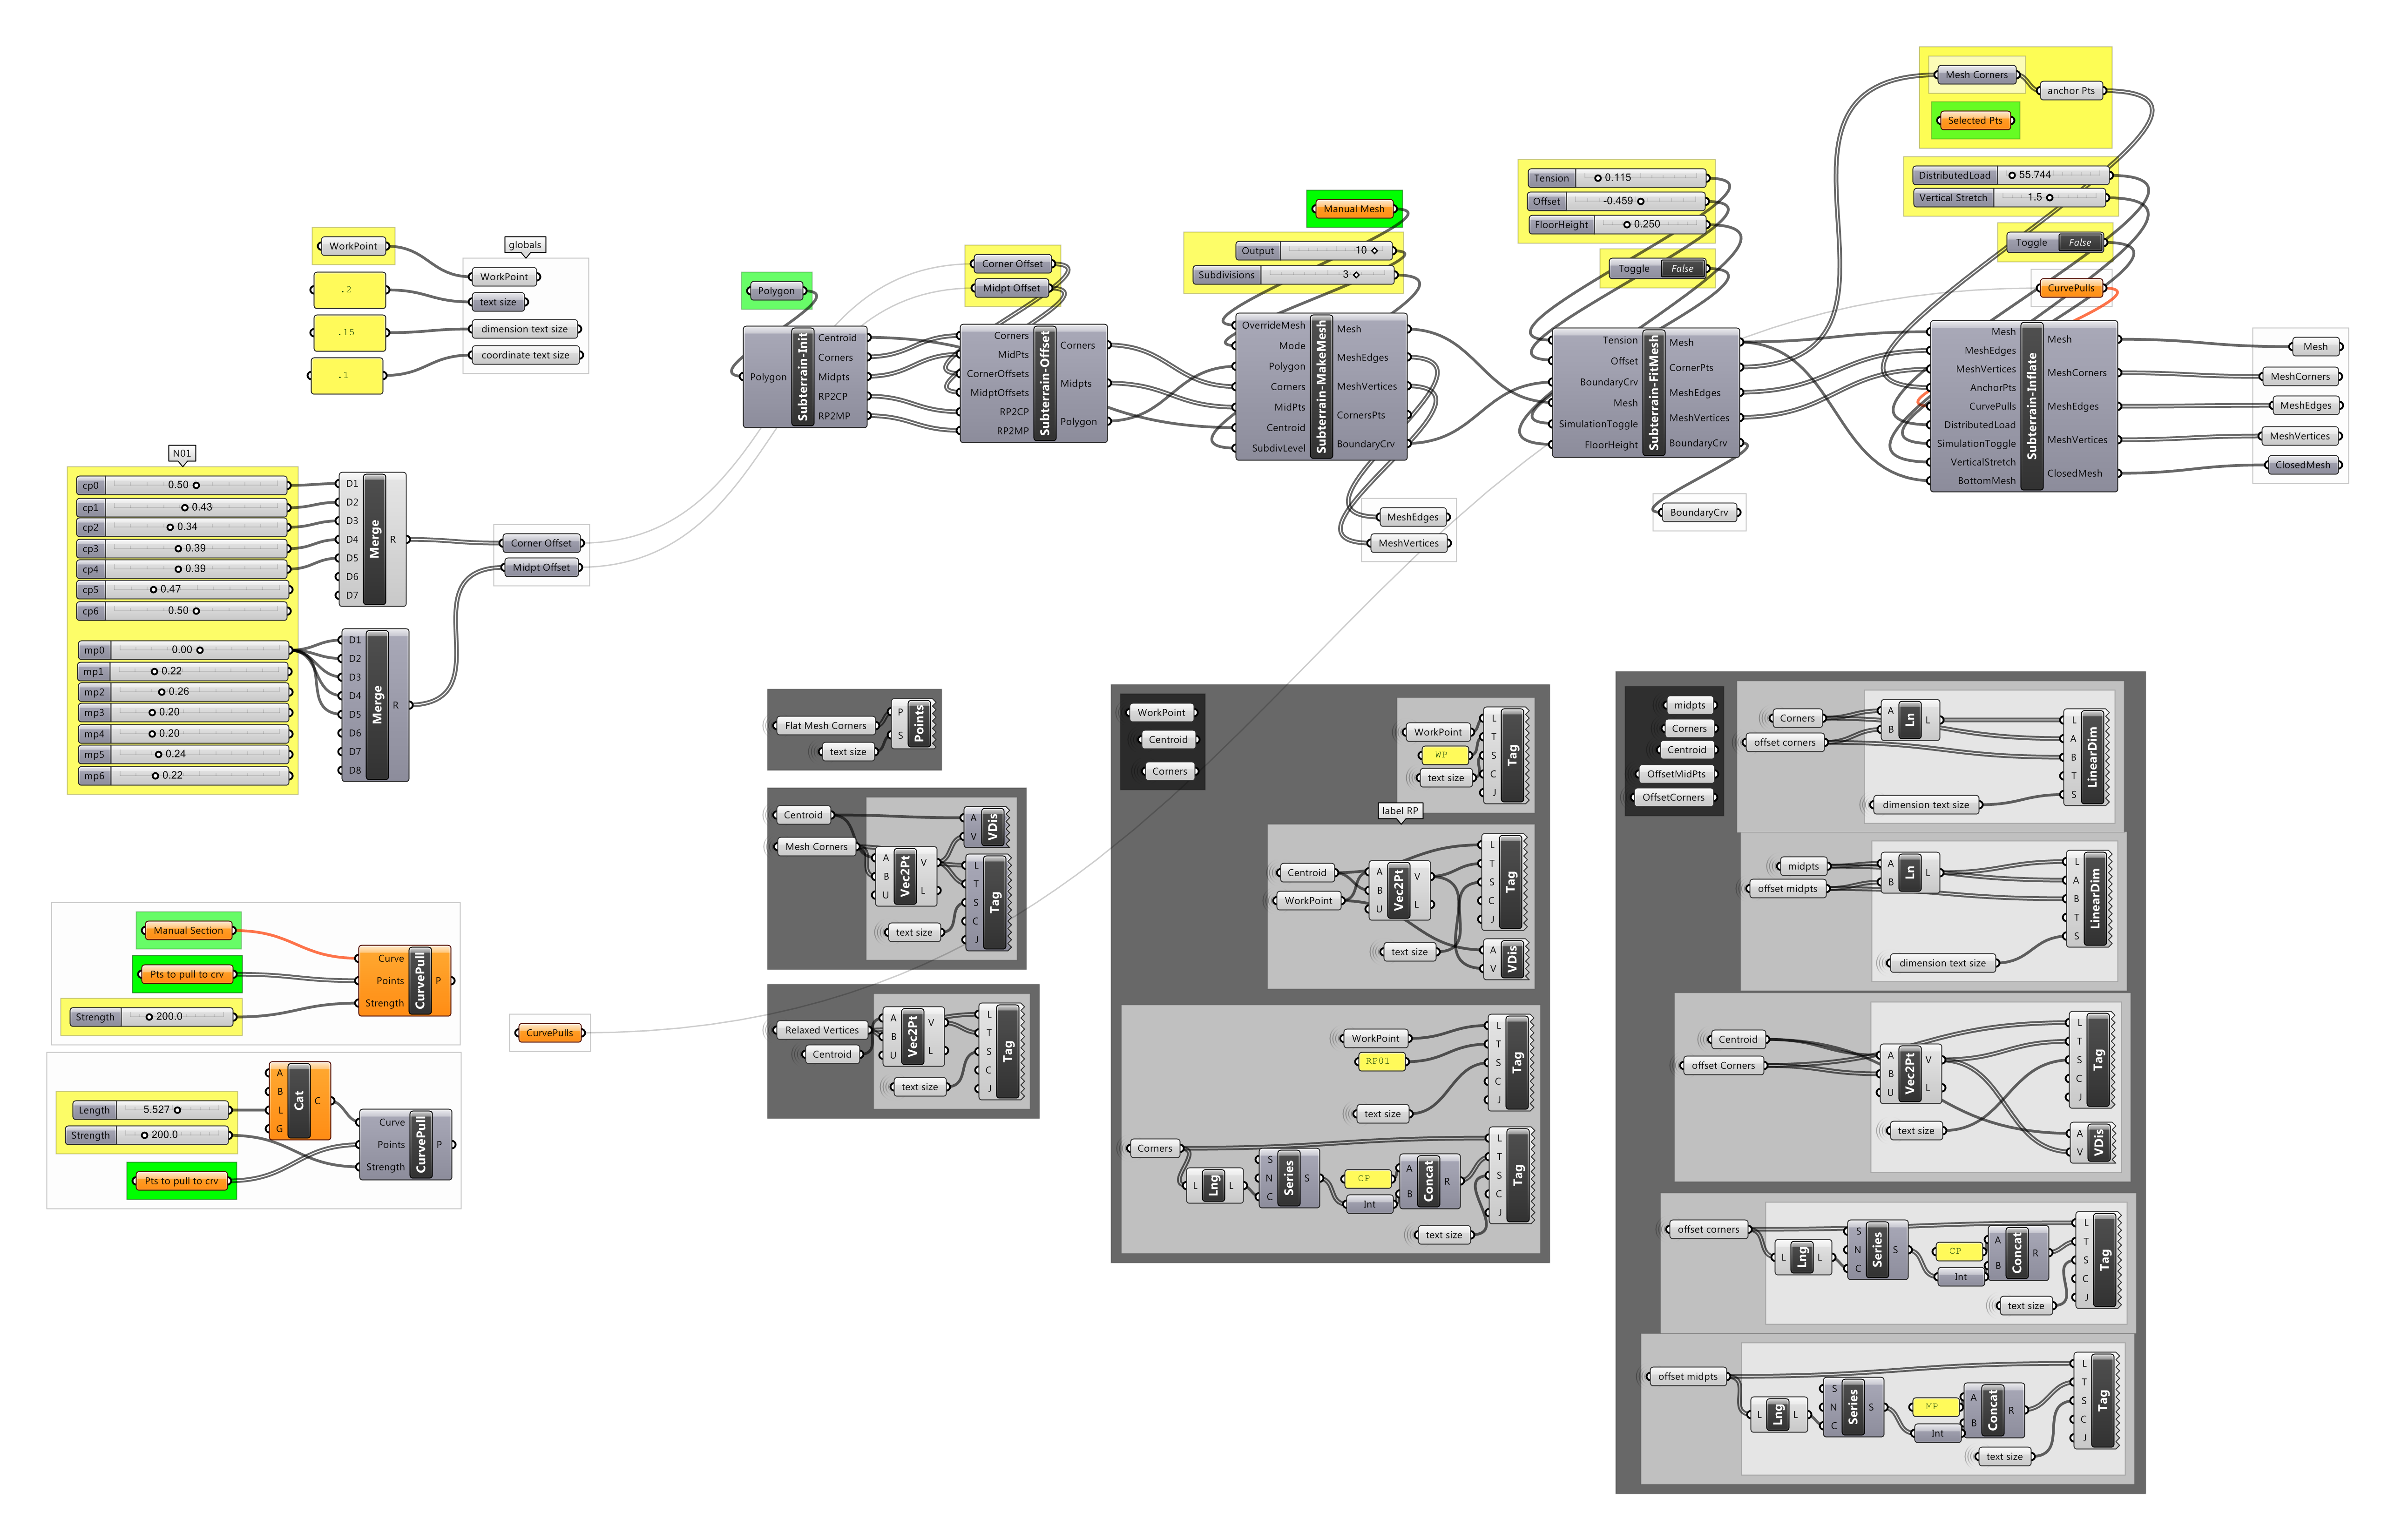 WorkPoint
.2
.15
.1
globals
WorkPoint
text size
dimension text size
coordinate text size
N01
cp0 0.50
cp1 0.43
cp2 0.34
cp3 0.39
cp4 0.39
cp5 0.47
cp6 0.50
D1
D2
D3
D4
D5
D6
D7
Merge
R
mp0 0.00
mp1 0.22
mp2 0.26
mp3 0.20
mp4 0.20
mp5 0.24
mp6 0.22
D1
D2
D3
D4
D5
D6
D7
D8
Merge
R
Corner Offset
Midpt Offset
Manual Section
Pts to pull to crv
Strength 200.0
Curve
Points
Strength
CurvePull
P
Length 5.527
Strength 200.0
Pts to pull to crv
A
B
L
G
Cat
C
Curve
Points
Strength
CurvePull
P
CurvePulls
Polygon
Polygon
Subterrain-Init
Centroid
Corners
Midpts
RP2CP
RP2MP
Corner Offset
Midpt Offset
Corners
MidPts
CornerOffsets
MidptOffsets
RP2CP
RP2MP
Subterrain-Offset
Corners
Midpts
Polygon
Manual Mesh
Output 10
Subdivisions 3
OverrideMesh
Mode
Polygon
Corners
MidPts
Centroid
SubdivLevel
Subterrain-MakeMesh
Mesh
MeshEdges
MeshVertices
CornersPts
BoundaryCrv
MeshEdges
MeshVertices
Tension 0.115
Offset -0.459
FloorHeight 0.250
Toggle False
Tension
Offset
BoundaryCrv
Mesh
SimulationToggle
FloorHeight
Subterrain-FitMesh
Mesh
CornerPts
MeshEdges
MeshVertices
BoundaryCrv
BoundaryCrv
Mesh Corners
anchor Pts
Selected Pts
DistributedLoad 55.744
Vertical Stretch 1.5
Toggle False
CurvePulls
Mesh
MeshEdges
MeshVertices
AnchorPts
CurvePulls
DistributedLoad
SimulationToggle
VerticalStretch
BottomMesh
Subterrain-Inflate
Mesh
MeshCorners
MeshEdges
MeshVertices
ClosedMesh
Mesh
MeshCorners
MeshEdges
MeshVertices
ClosedMesh
Flat Mesh Corners
text size
P
S
Points
Centroid
Mesh Corners
A
B
U
Vec2Pt
V
L
text size
A
V
VDis
L
T
S
C
J
Tag
Relaxed Vertices
Centroid
A
B
U
Vec2Pt
V
L
text size
L
T
S
C
J
Tag
WorkPoint
Centroid
Corners
WorkPoint
WP
text size
L
T
S
C
J
Tag
label RP
Centroid
WorkPoint
A
B
U
Vec2Pt
V
L
text size
L
T
S
C
J
Tag
A
V
VDis
WorkPoint
RP01
text size
L
T
S
C
J
Tag
Corners
L
Lng
L
S
N
C
Series
S
CP
Int
A
B
Concat
R
text size
L
T
S
C
J
Tag
midpts
Corners
Centroid
OffsetMidPts
OffsetCorners
Corners
offset corners
A
B
Ln
L
dimension text size
L
A
B
T
S
LinearDim
midpts
offset midpts
A
B
Ln
L
dimension text size
L
A
B
T
S
LinearDim
Centroid
offset Corners
A
B
U
Vec2Pt
V
L
text size
L
T
S
C
J
Tag
A
V
VDis
offset corners
L
Lng
L
S
N
C
Series
S
CP
Int
A
B
Concat
R
text size
L
T
S
C
J
Tag
offset midpts
L
Lng
L
S
N
C
Series
S
MP
Int
A
B
Concat
R
text size
L
T
S
C
J
Tag